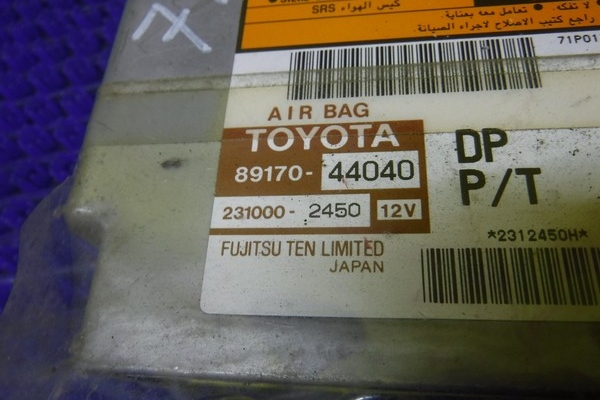 كيس الهواء SRS
لا تفكه • تعامل معه بعناية.
راجع كتيب الاصلاح لاجراء الصيانة.
71P01
AIR BAG
TOYOTA
89170-44040
231000-2450 12V
FUJITSU TEN LIMITED
JAPAN
DP
P/T
*2312450H*